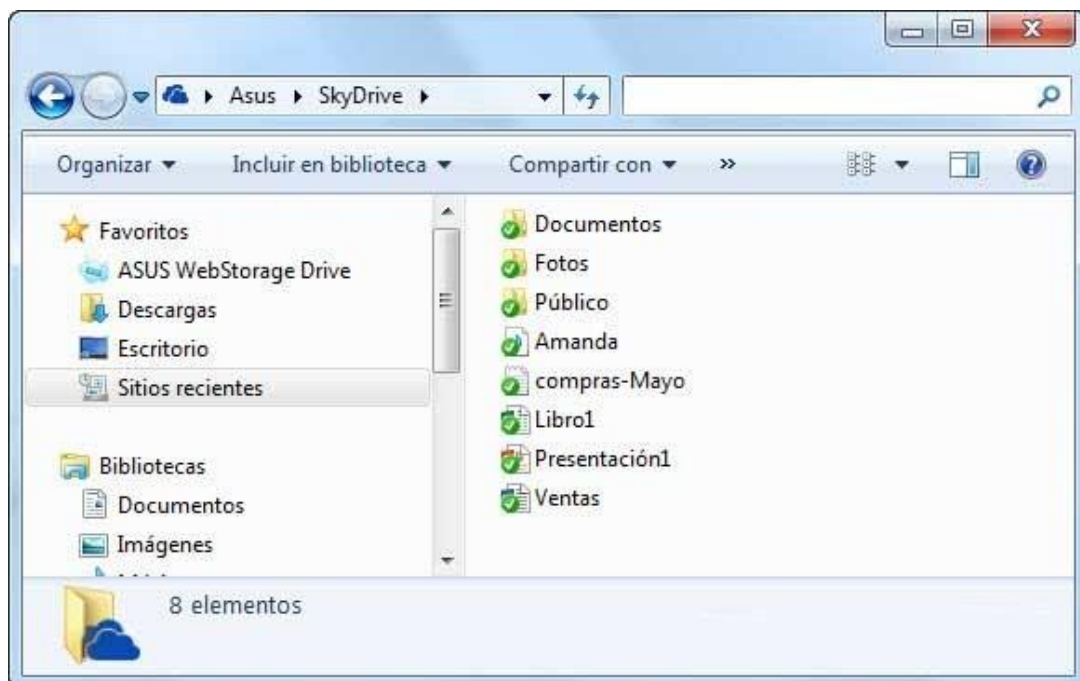 Asus SkyDrive
Organizar Incluir en biblioteca Compartir con »
Favoritos
ASUS WebStorage Drive
Descargas
Escritorio
Sitios recientes
Bibliotecas
Documentos
Imágenes
Documentos
Fotos
Público
Amanda
compras-Mayo
Libro1
Presentación1
Ventas
8 elementos